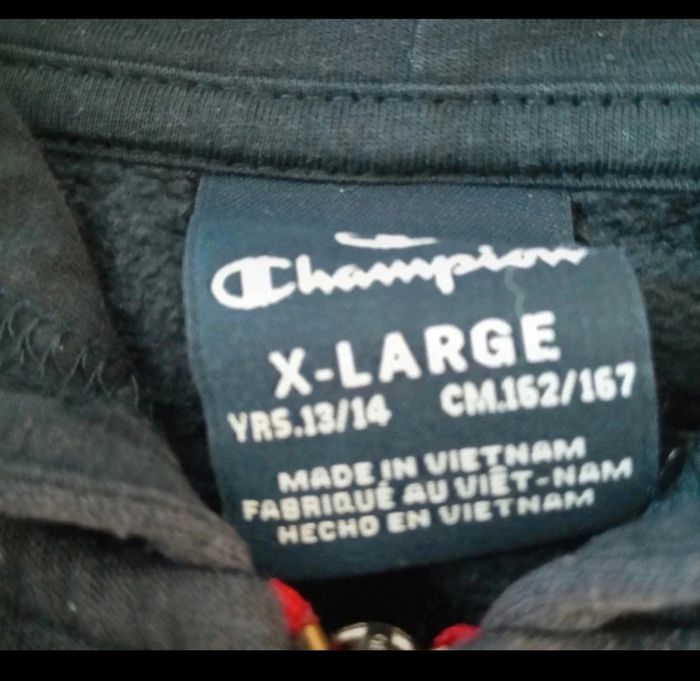 Champion
X-LARGE
YRS.13/14 CM.162/167
MADE IN VIETNAM
FABRIQUÉ AU VIÊT-NAM
HECHO EN VIETNAM